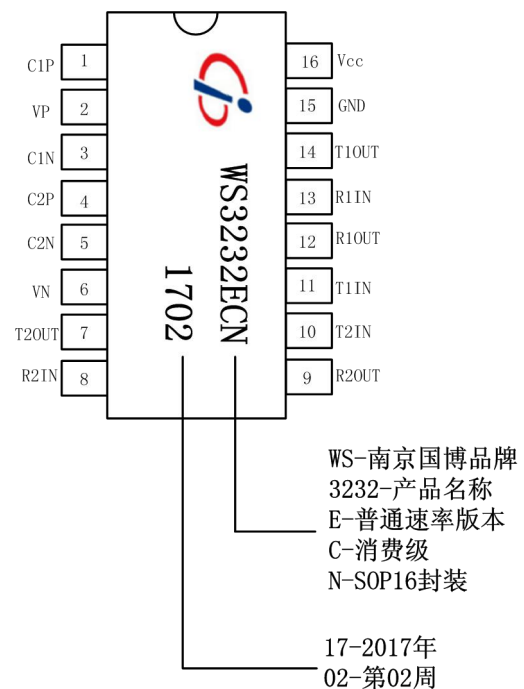 C1P 1 16 Vcc
VP 2 15 GND
C1N 3 14 T1OUT
C2P 4 13 R1IN
C2N 5 12 R1OUT
VN 6 11 T1IN
T2OUT 7 10 T2IN
R2IN 8 9 R2OUT
WS3232ECN
1702
WS-南京国博品牌
3232-产品名称
E-普通速率版本
C-消费级
N-SOP16封装
17-2017年
02-第02周